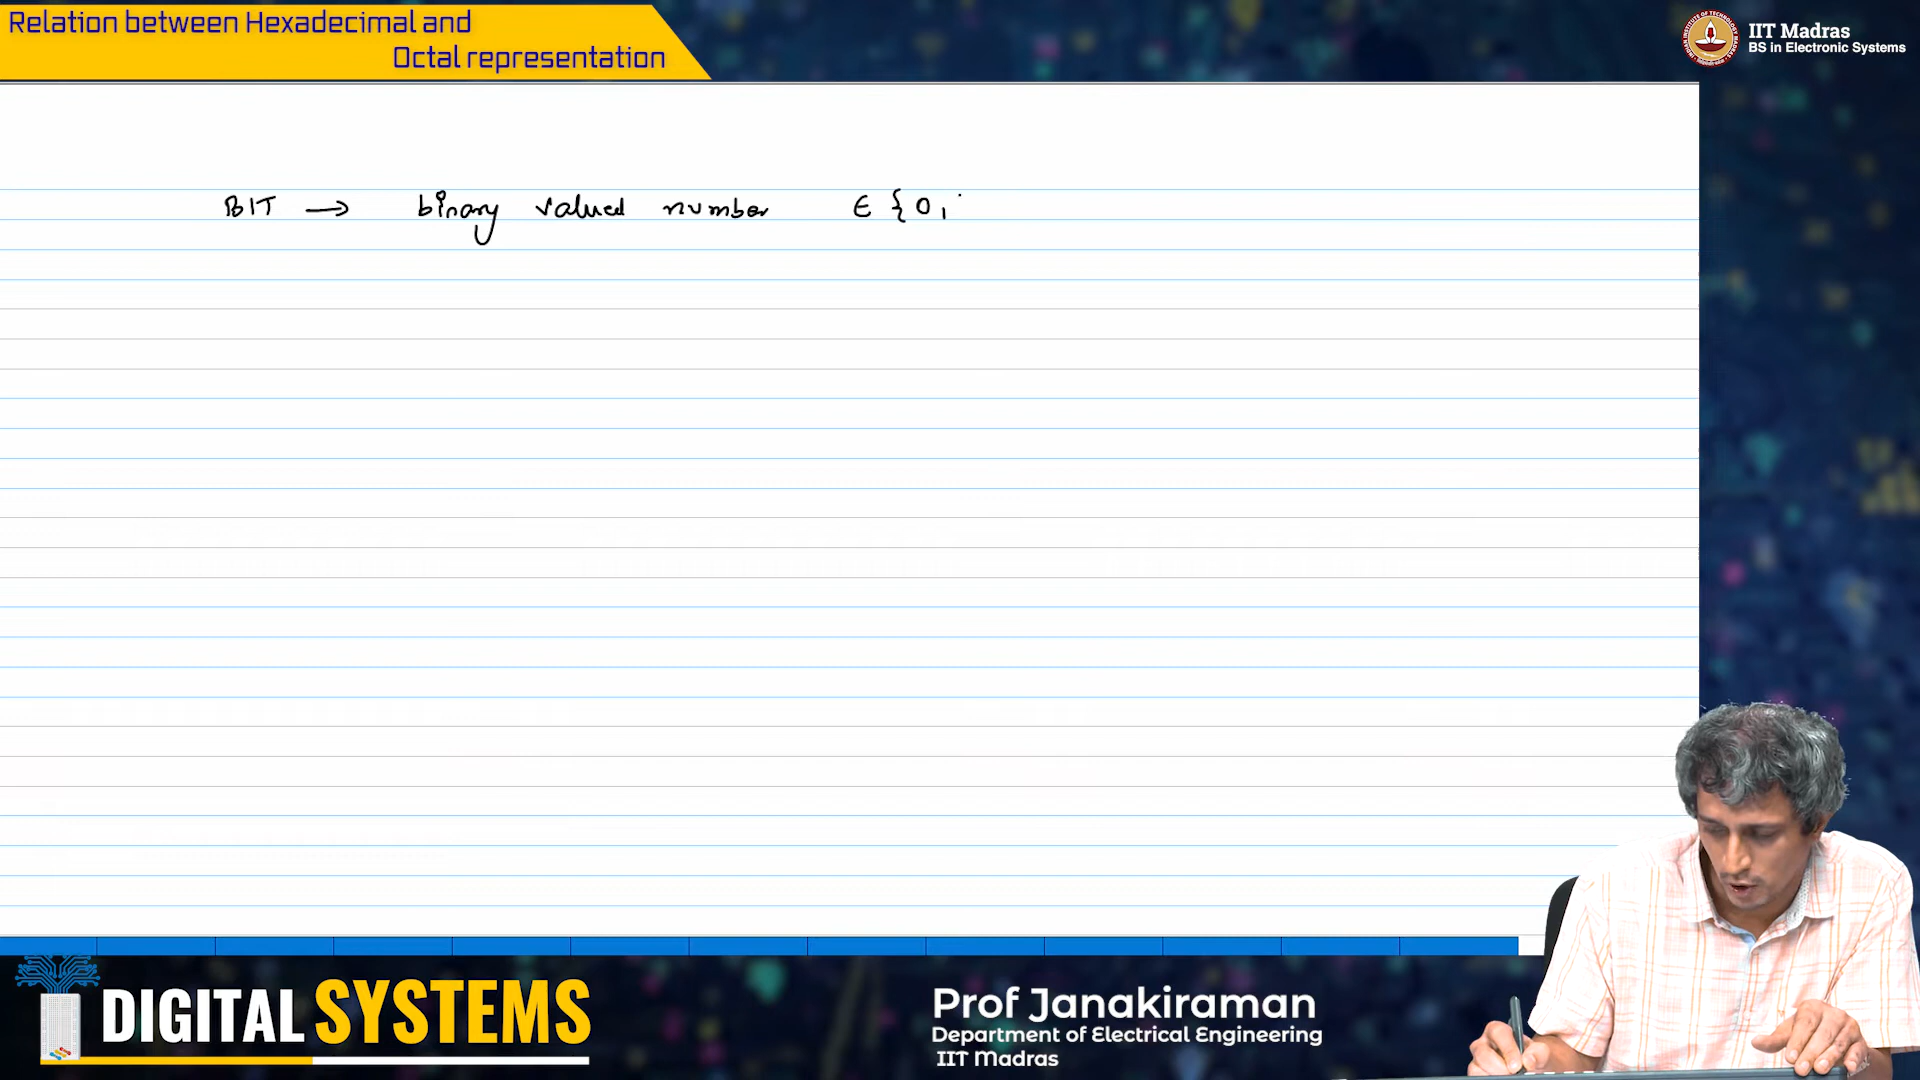 Relation between Hexadecimal and
Octal representation
IIT Madras
BS in Electronic Systems
BIT → binary valued number ∈ {0,
DIGITAL SYSTEMS
Prof Janakiraman
Department of Electrical Engineering
IIT Madras